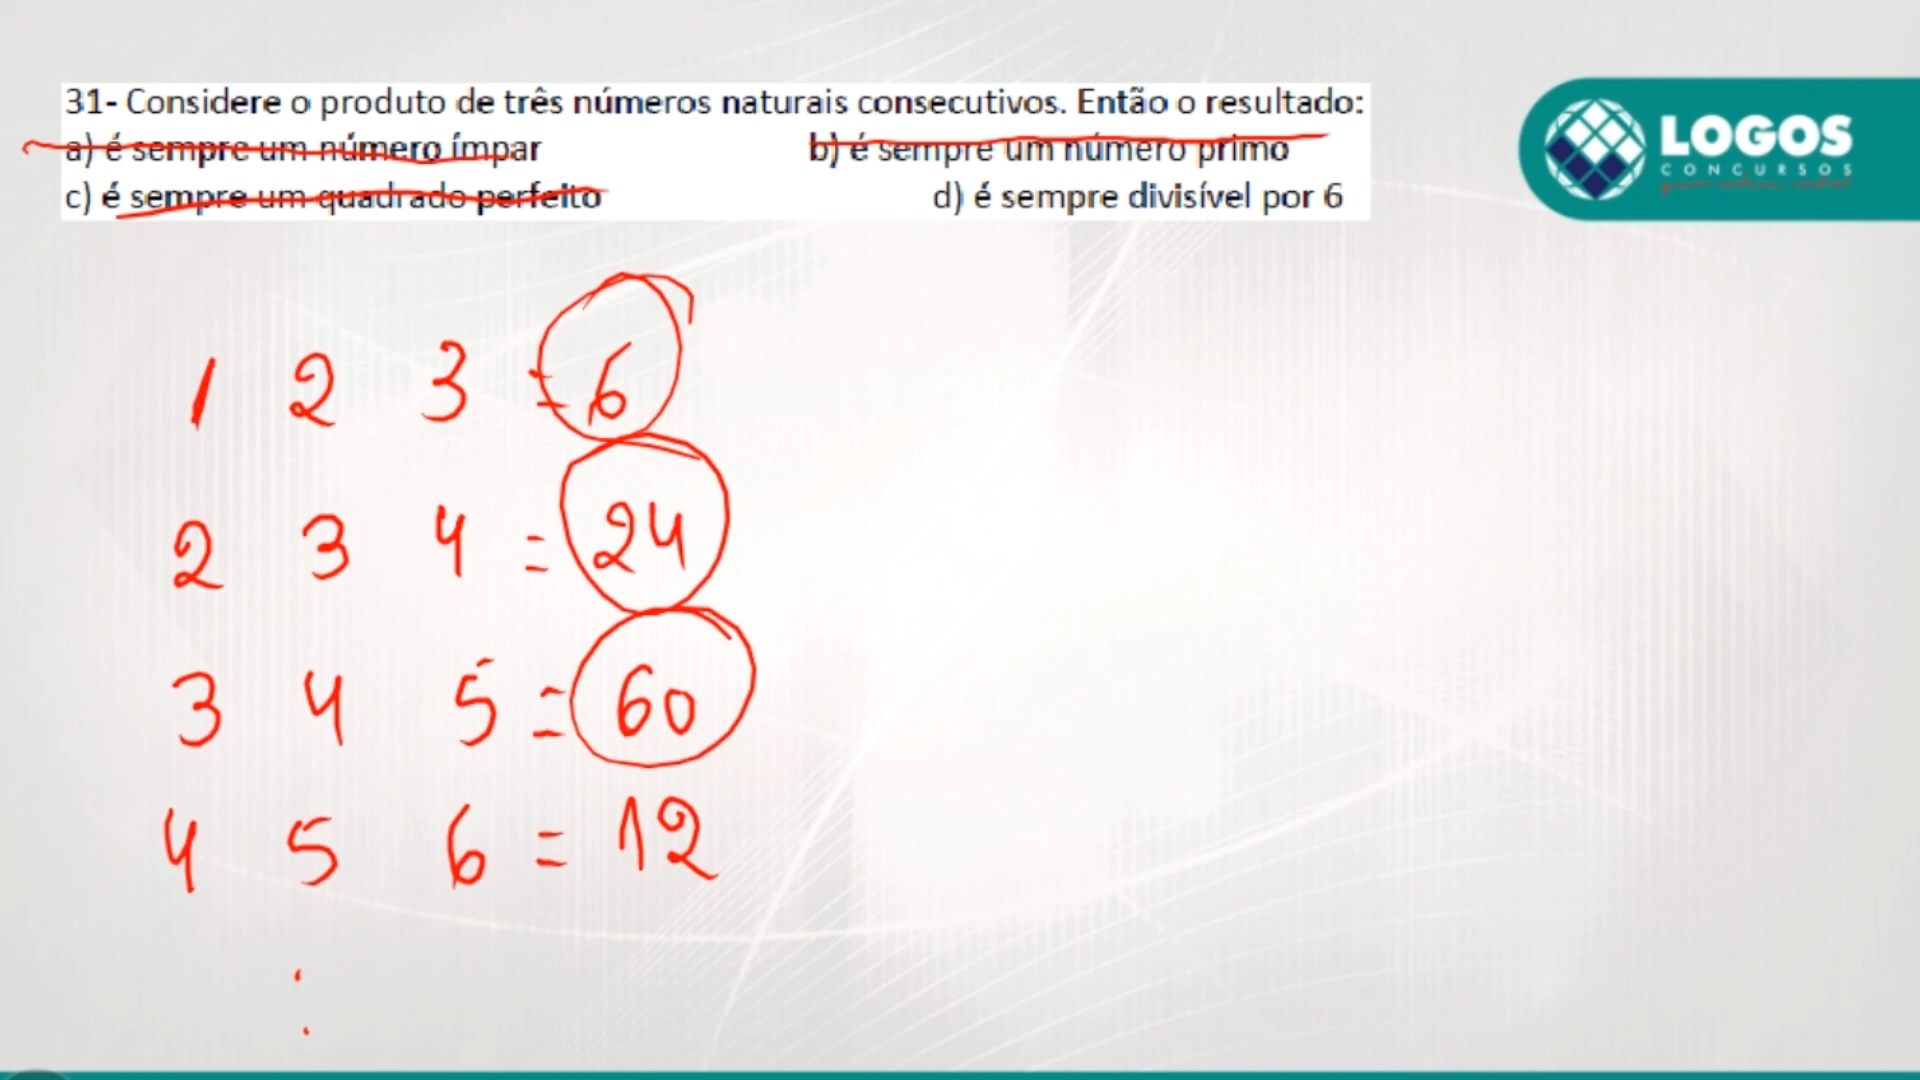 31- Considere o produto de três números naturais consecutivos. Então o resultado:
a) é sempre um número ímpar b) é sempre um número primo
c) é sempre um quadrado perfeito d) é sempre divisível por 6
LOGOS
CONCURSOS
1 2 3 = 6
2 3 4 = 24
3 4 5 = 60
4 5 6 = 12
: